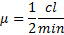 μ = 1/2 cl/min